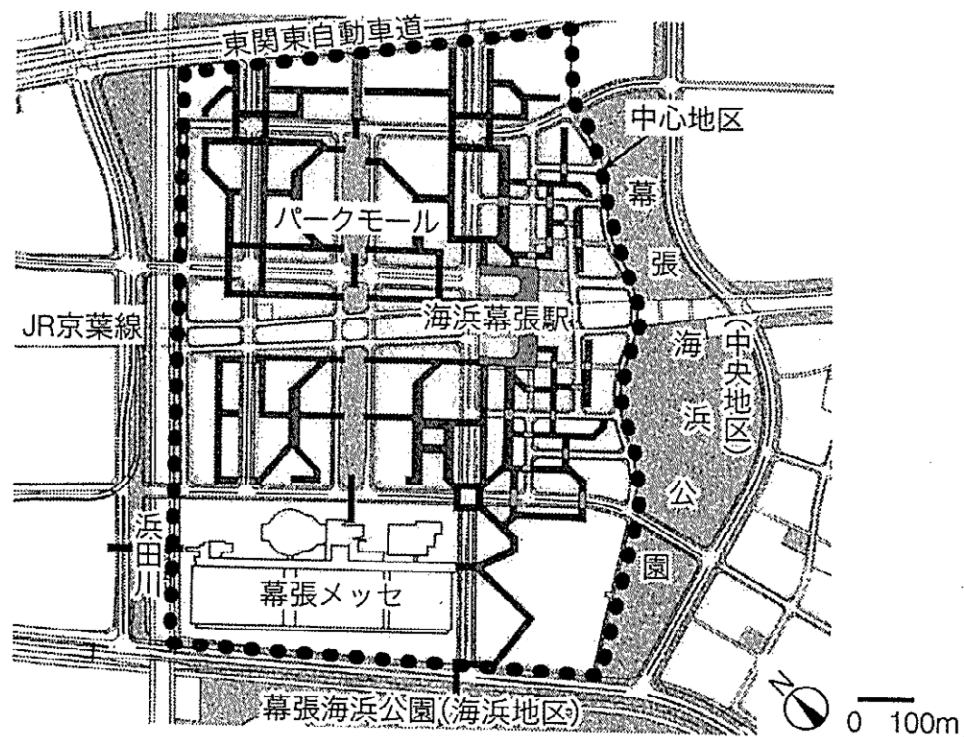 東関東自動車道
中心地区
パークモール
JR京葉線
海浜幕張駅
幕張海浜公園
(中央地区)
浜田川
幕張メッセ
幕張海浜公園(海浜地区)
N
0 100m